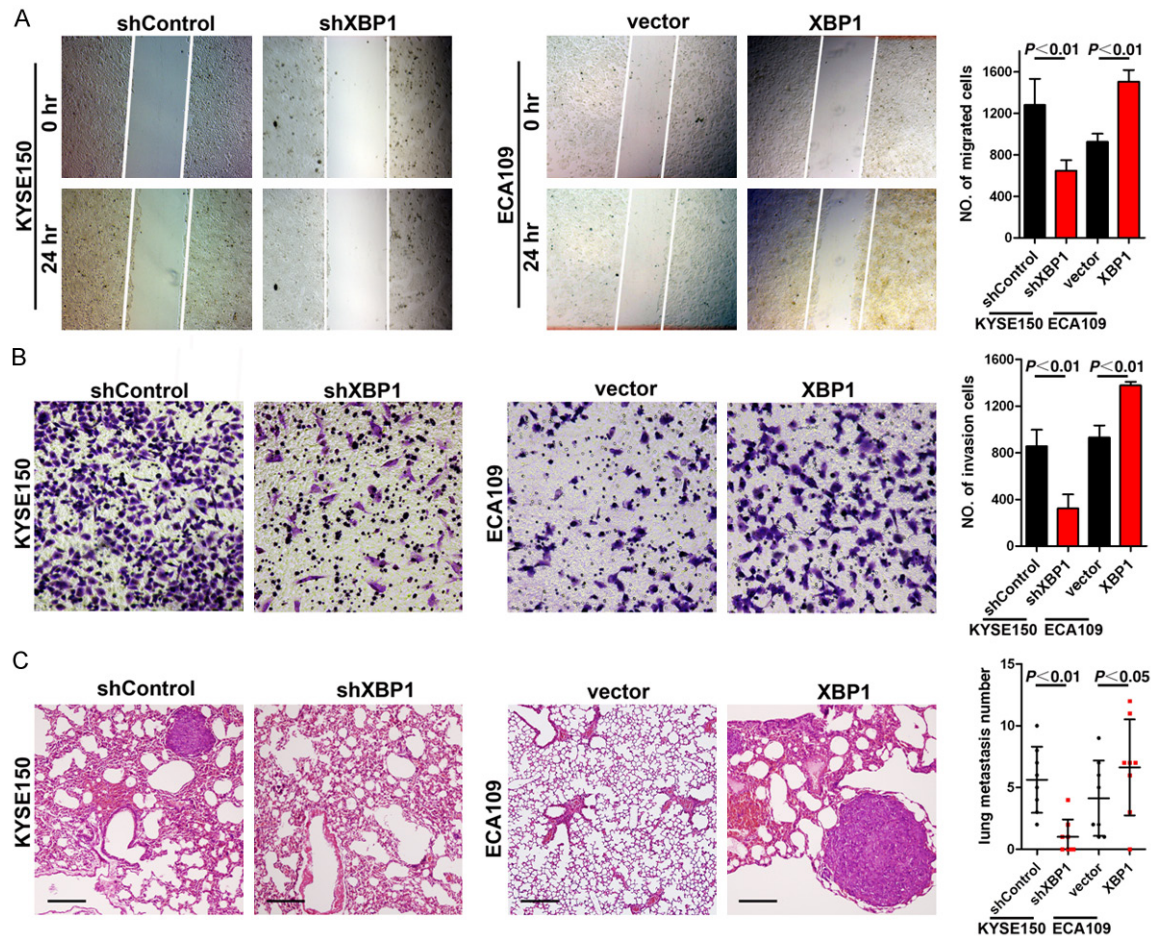 A
shControl shXBP1 vector XBP1
KYSE150
0 hr
24 hr
ECA109
0 hr
24 hr
P<0.01 P<0.01
NO. of migrated cells
1600
1200
800
400
0
shControl shXBP1 vector XBP1
KYSE150 ECA109
B
shControl shXBP1 vector XBP1
KYSE150
ECA109
P<0.01 P<0.01
NO. of invasion cells
1600
1200
800
400
0
shControl shXBP1 vector XBP1
KYSE150 ECA109
C
shControl shXBP1 vector XBP1
KYSE150
ECA109
P<0.01 P<0.05
lung metastasis number
15
10
5
0
shControl shXBP1 vector XBP1
KYSE150 ECA109